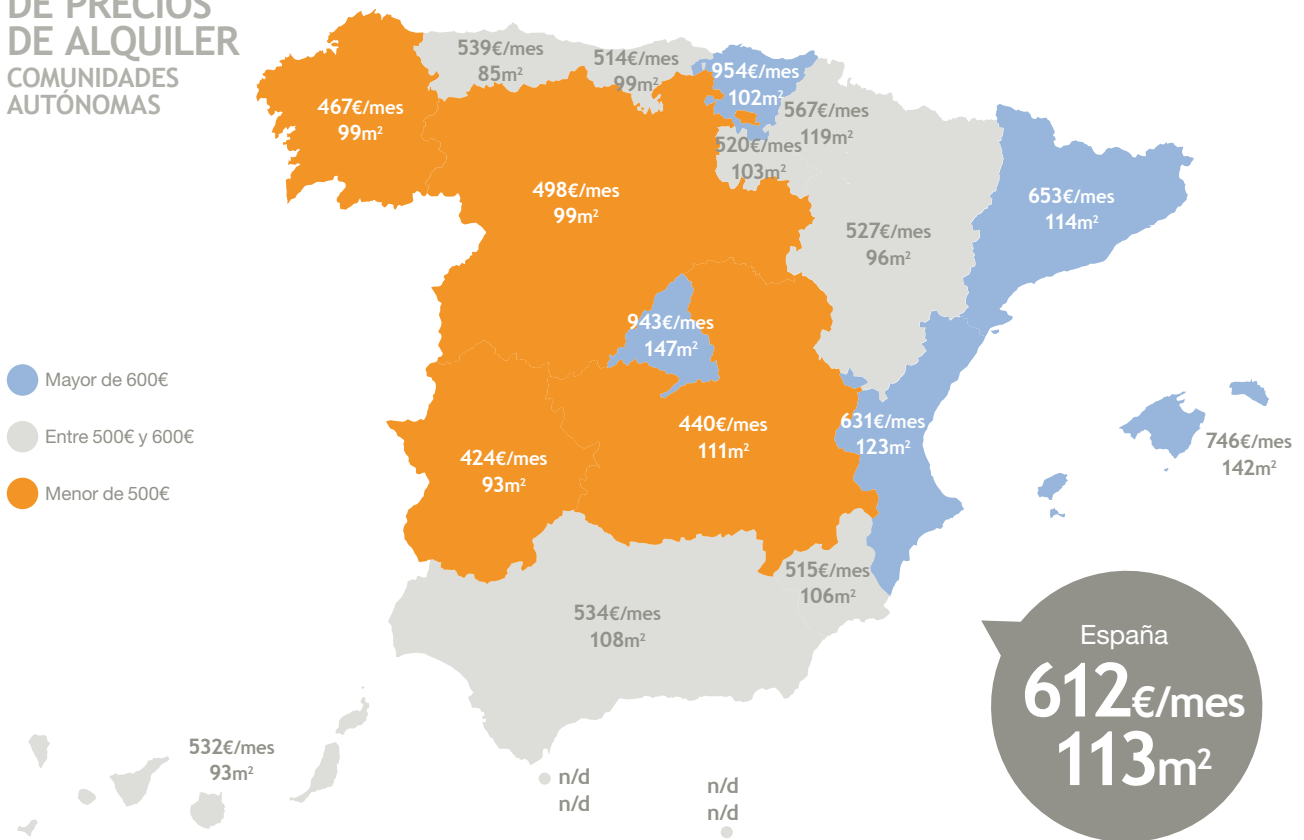 DE PRECIOS
DE ALQUILER
COMUNIDADES
AUTÓNOMAS
539€/mes
85m²
514€/mes
99m²
954€/mes
102m²
467€/mes
99m²
567€/mes
119m²
520€/mes
103m²
498€/mes
99m²
653€/mes
114m²
527€/mes
96m²
943€/mes
147m²
Mayor de 600€
Entre 500€ y 600€
Menor de 500€
440€/mes
111m²
631€/mes
123m²
746€/mes
142m²
424€/mes
93m²
515€/mes
106m²
534€/mes
108m²
España
612€/mes
113m²
532€/mes
93m²
n/d
n/d
n/d
n/d